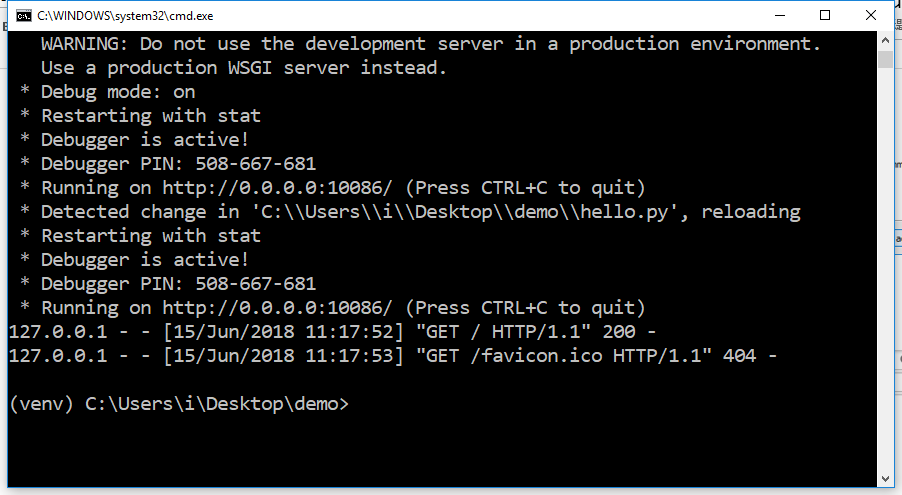 C:\WINDOWS\system32\cmd.exe
WARNING: Do not use the development server in a production environment.
Use a production WSGI server instead.
* Debug mode: on
* Restarting with stat
* Debugger is active!
* Debugger PIN: 508-667-681
* Running on http://0.0.0.0:10086/ (Press CTRL+C to quit)
* Detected change in 'C:\\Users\\i\\Desktop\\demo\\hello.py', reloading
* Restarting with stat
* Debugger is active!
* Debugger PIN: 508-667-681
* Running on http://0.0.0.0:10086/ (Press CTRL+C to quit)
127.0.0.1 - - [15/Jun/2018 11:17:52] "GET / HTTP/1.1" 200 -
127.0.0.1 - - [15/Jun/2018 11:17:53] "GET /favicon.ico HTTP/1.1" 404 -
(venv) C:\Users\i\Desktop\demo>